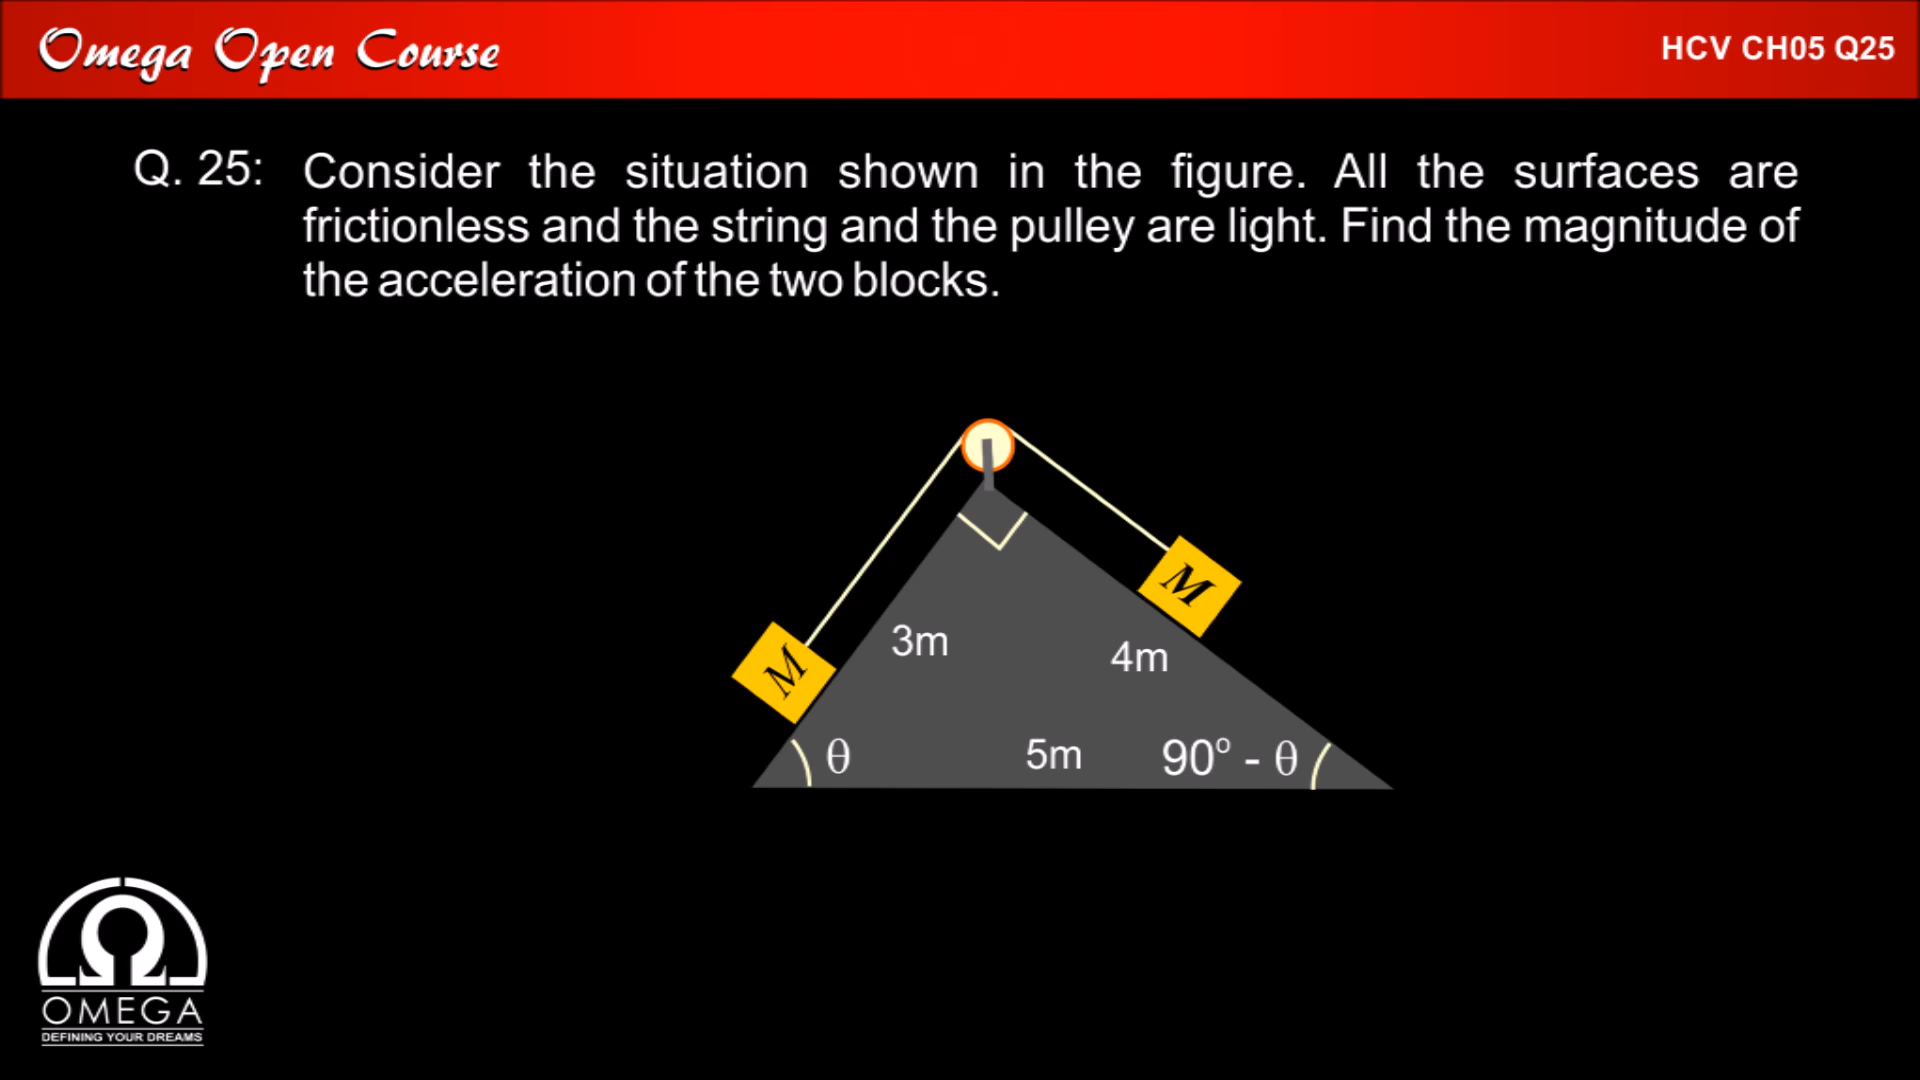 Omega Open Course
HCV CH05 Q25
Q. 25: Consider the situation shown in the figure. All the surfaces are
frictionless and the string and the pulley are light. Find the magnitude of
the acceleration of the two blocks.
M
M
3m
4m
θ
5m
90° - θ
OMEGA
DEFINING YOUR DREAMS